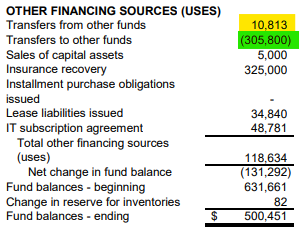 OTHER FINANCING SOURCES (USES)
Transfers from other funds 10,813
Transfers to other funds (305,800)
Sales of capital assets 5,000
Insurance recovery 325,000
Installment purchase obligations
issued -
Lease liabilities issued 34,840
IT subscription agreement 48,781
Total other financing sources
(uses) 118,634
Net change in fund balance (131,292)
Fund balances - beginning 631,661
Change in reserve for inventories 82
Fund balances - ending $ 500,451